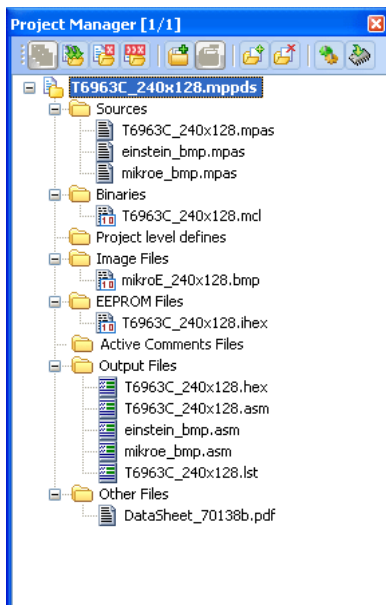 Project Manager [1/1]
T6963C_240x128.mppds
Sources
T6963C_240x128.mpas
einstein_bmp.mpas
mikroe_bmp.mpas
Binaries
T6963C_240x128.mcl
Project level defines
Image Files
mikroE_240x128.bmp
EEPROM Files
T6963C_240x128.ihex
Active Comments Files
Output Files
T6963C_240x128.hex
T6963C_240x128.asm
einstein_bmp.asm
mikroe_bmp.asm
T6963C_240x128.lst
Other Files
DataSheet_70138b.pdf